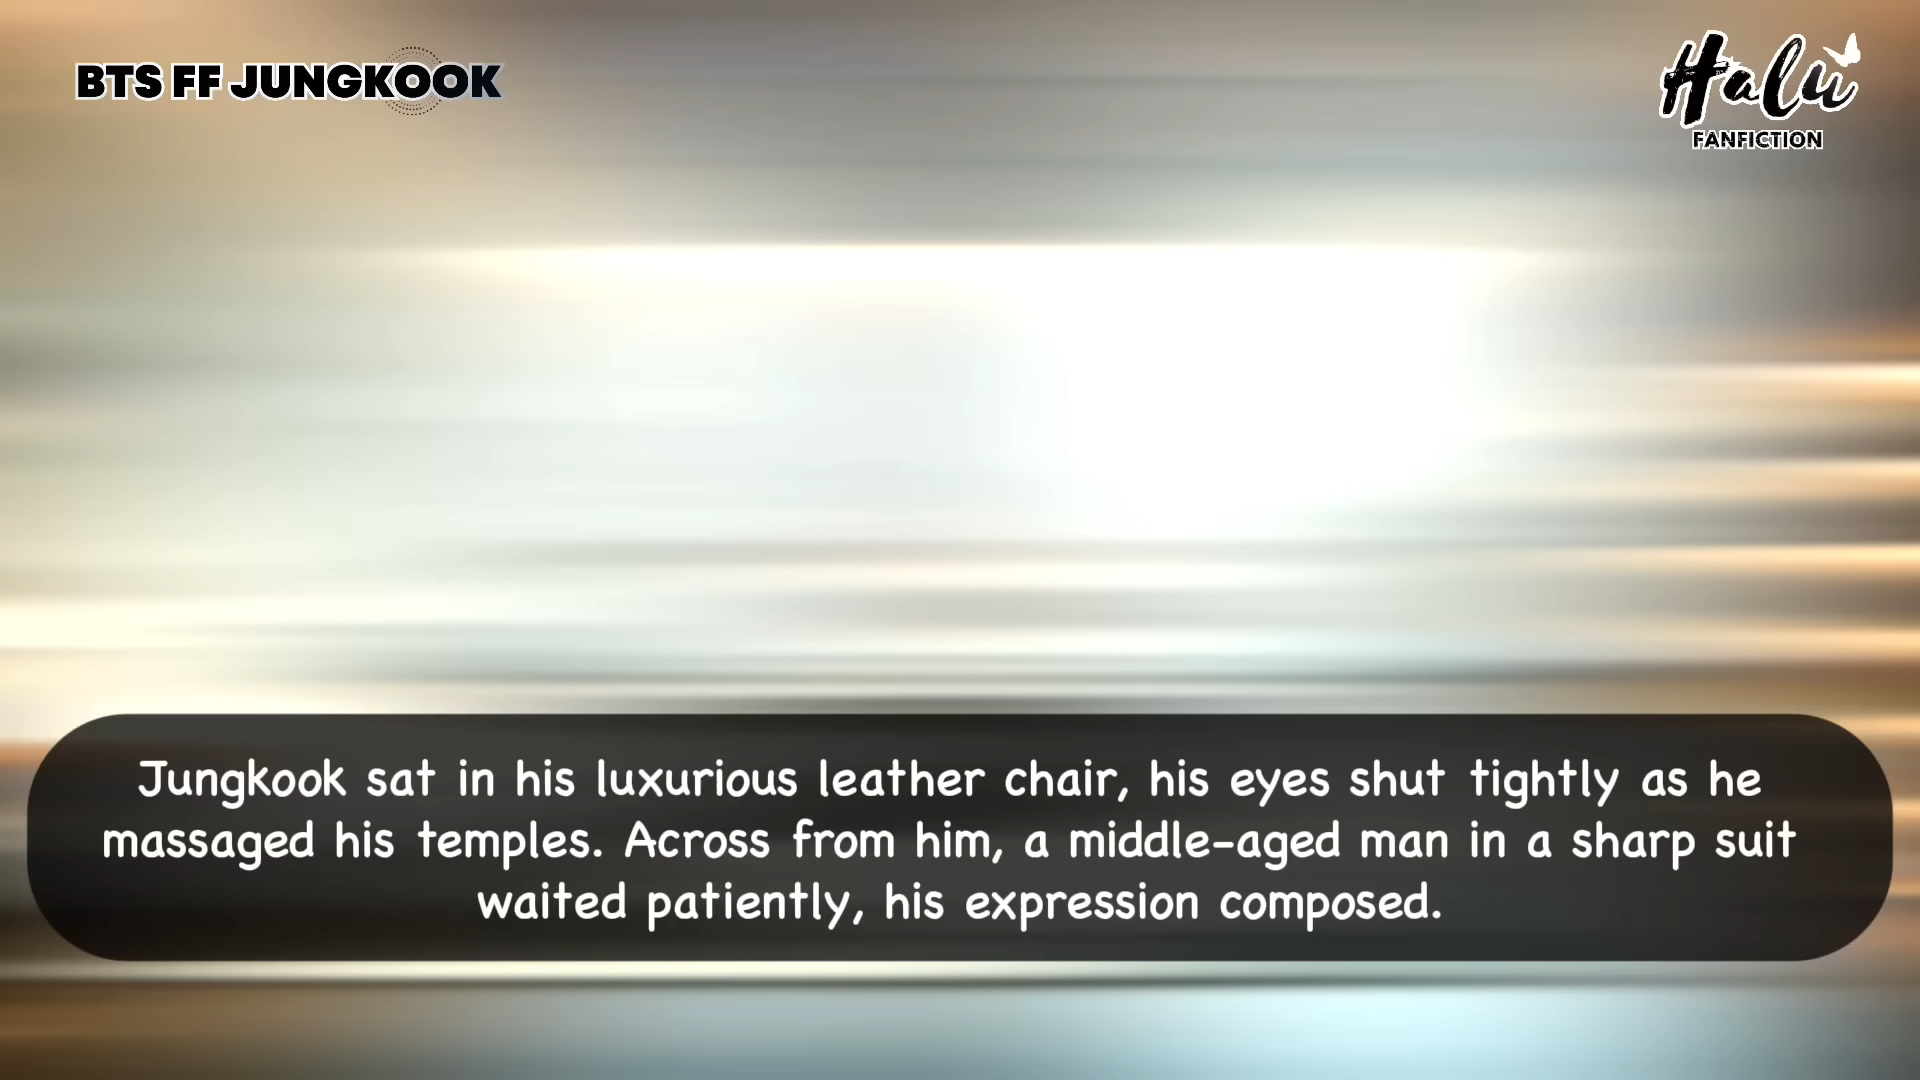 BTS FF JUNGKOOK
Halu
FANFICTION
Jungkook sat in his luxurious leather chair, his eyes shut tightly as he
massaged his temples. Across from him, a middle-aged man in a sharp suit
waited patiently, his expression composed.